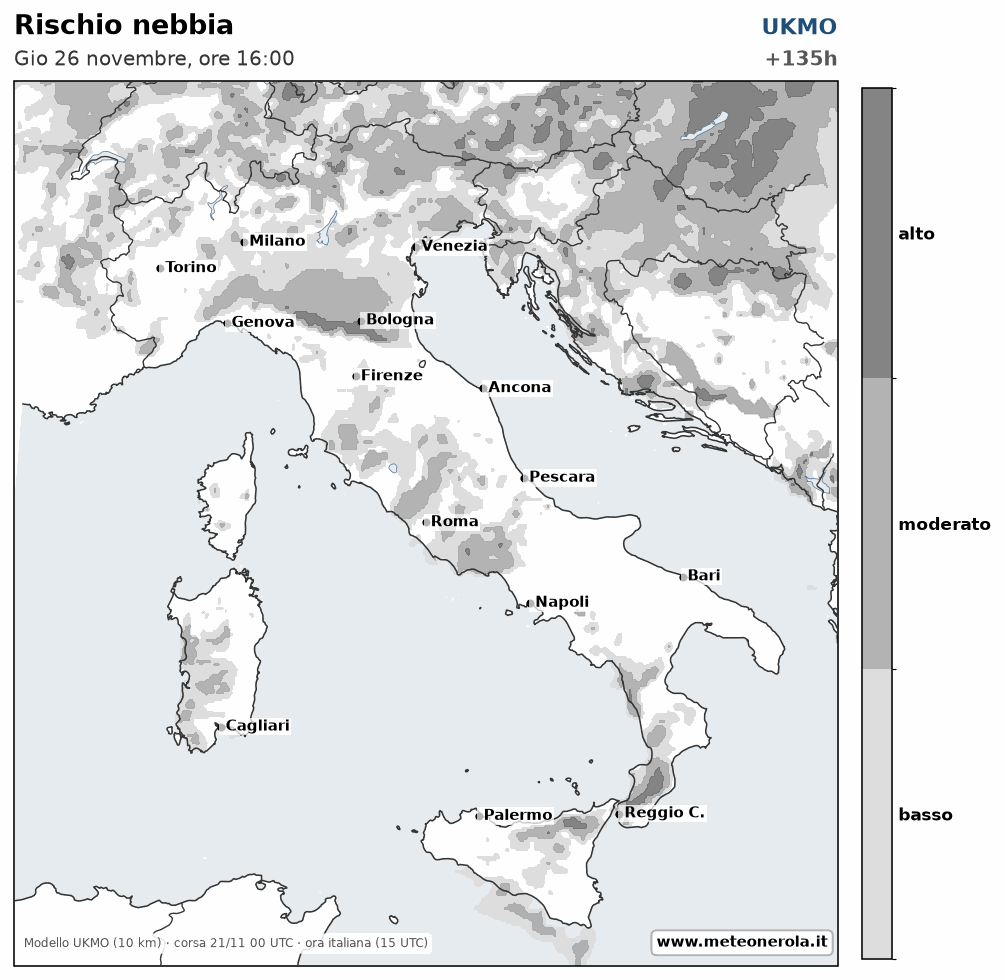 Rischio nebbia
UKMO
Gio 26 novembre, ore 16:00
+135h
Milano
Venezia
Torino
Genova
Bologna
Firenze
Ancona
Pescara
Roma
Bari
Napoli
Cagliari
Palermo
Reggio C.
alto
moderato
basso
Modello UKMO (10 km) · corsa 21/11 00 UTC · ora italiana (15 UTC)
www.meteonerola.it